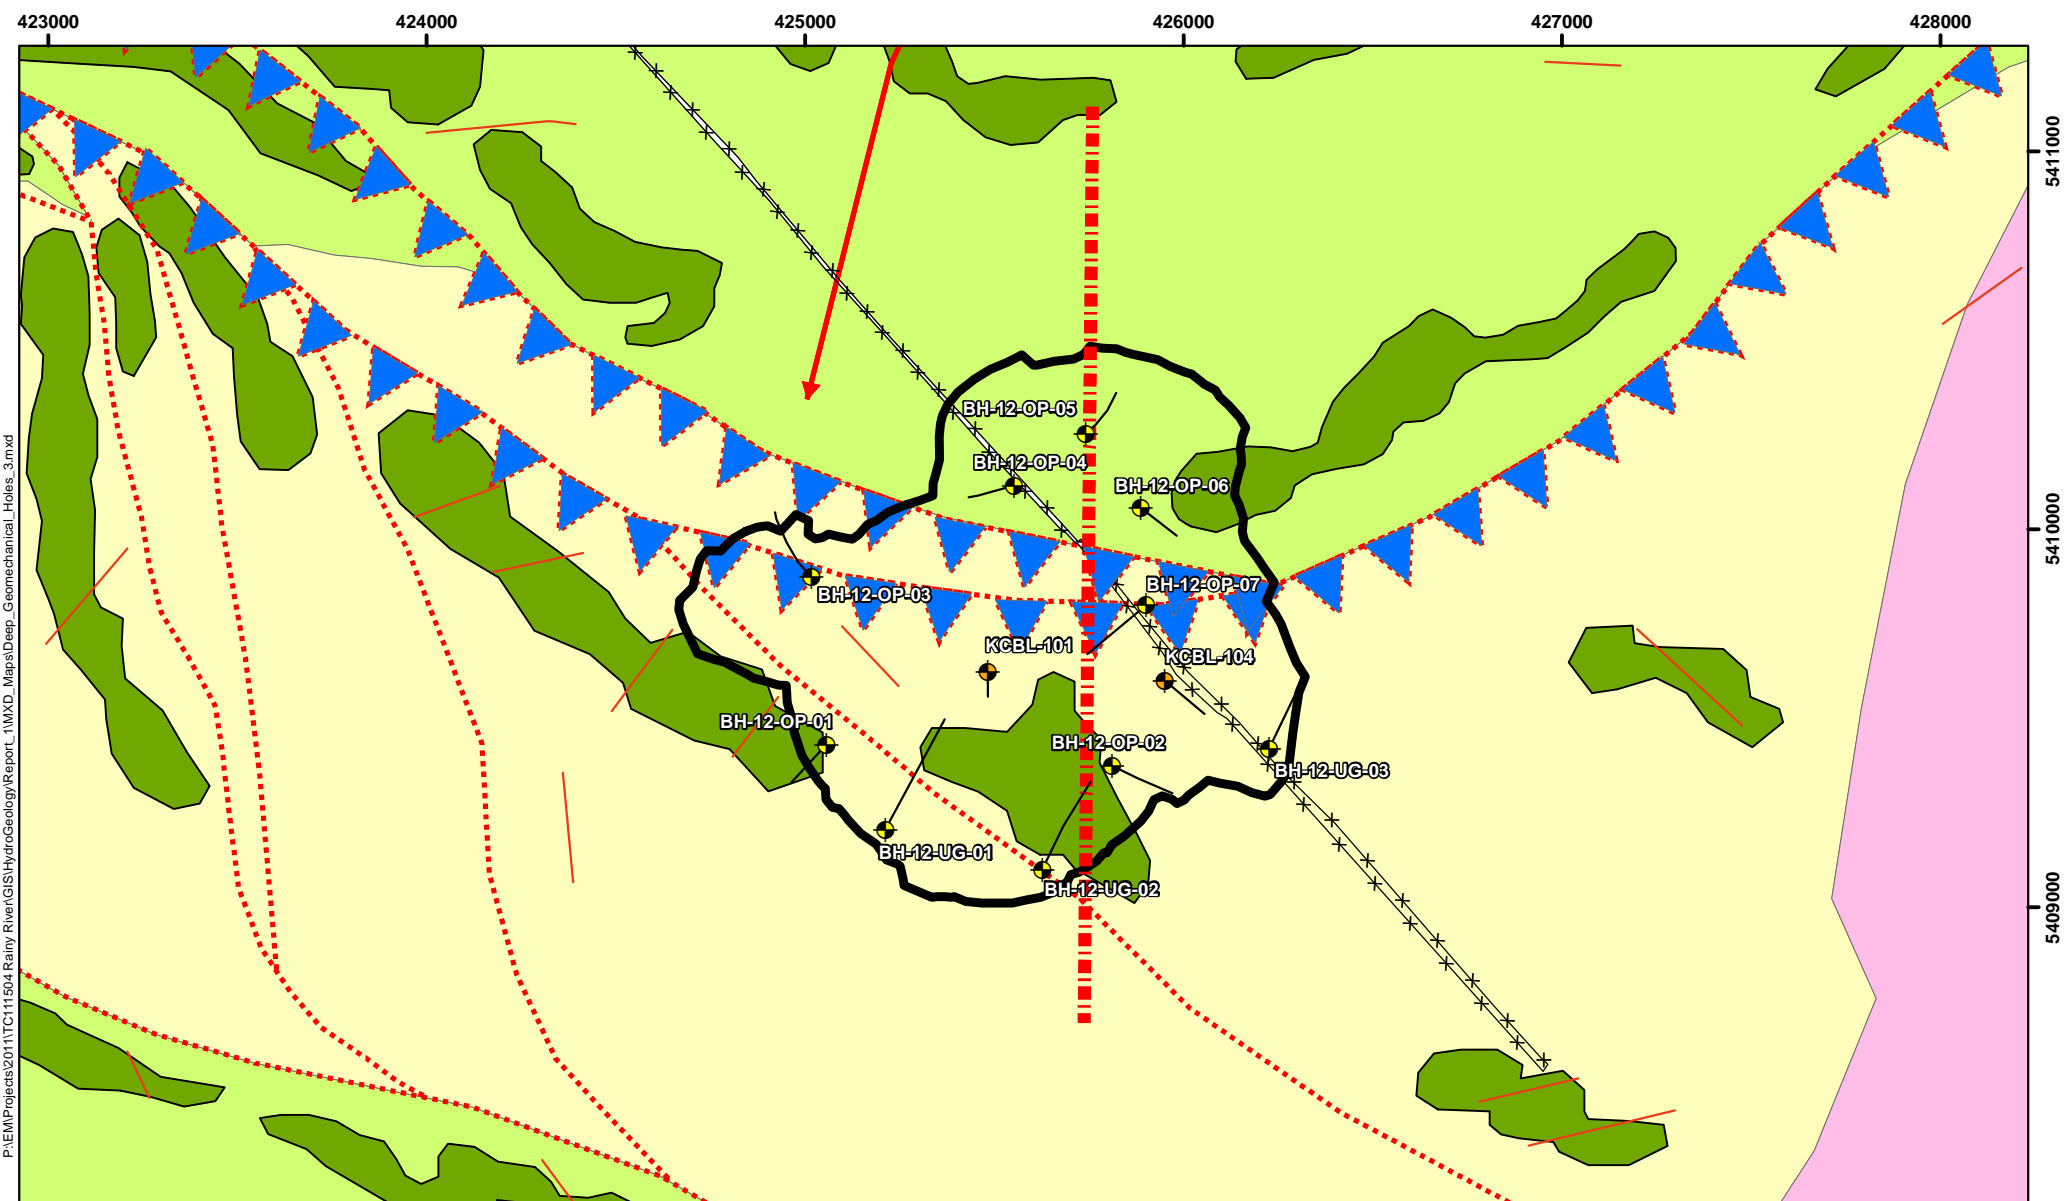 423000
424000
425000
426000
427000
428000
5411000
5410000
5409000
BH-12-OP-05
BH-12-OP-04
BH-12-OP-06
BH-12-OP-07
BH-12-OP-03
KCBL-101
KCBL-104
BH-12-OP-01
BH-12-OP-02
BH-12-UG-03
BH-12-UG-01
BH-12-UG-02
P:\EM\Projects\2011\TC111504 Rainy River\GIS\HydroGeology\Report_1\MXD_Maps\Deep_Geomechanical_Holes_3.mxd